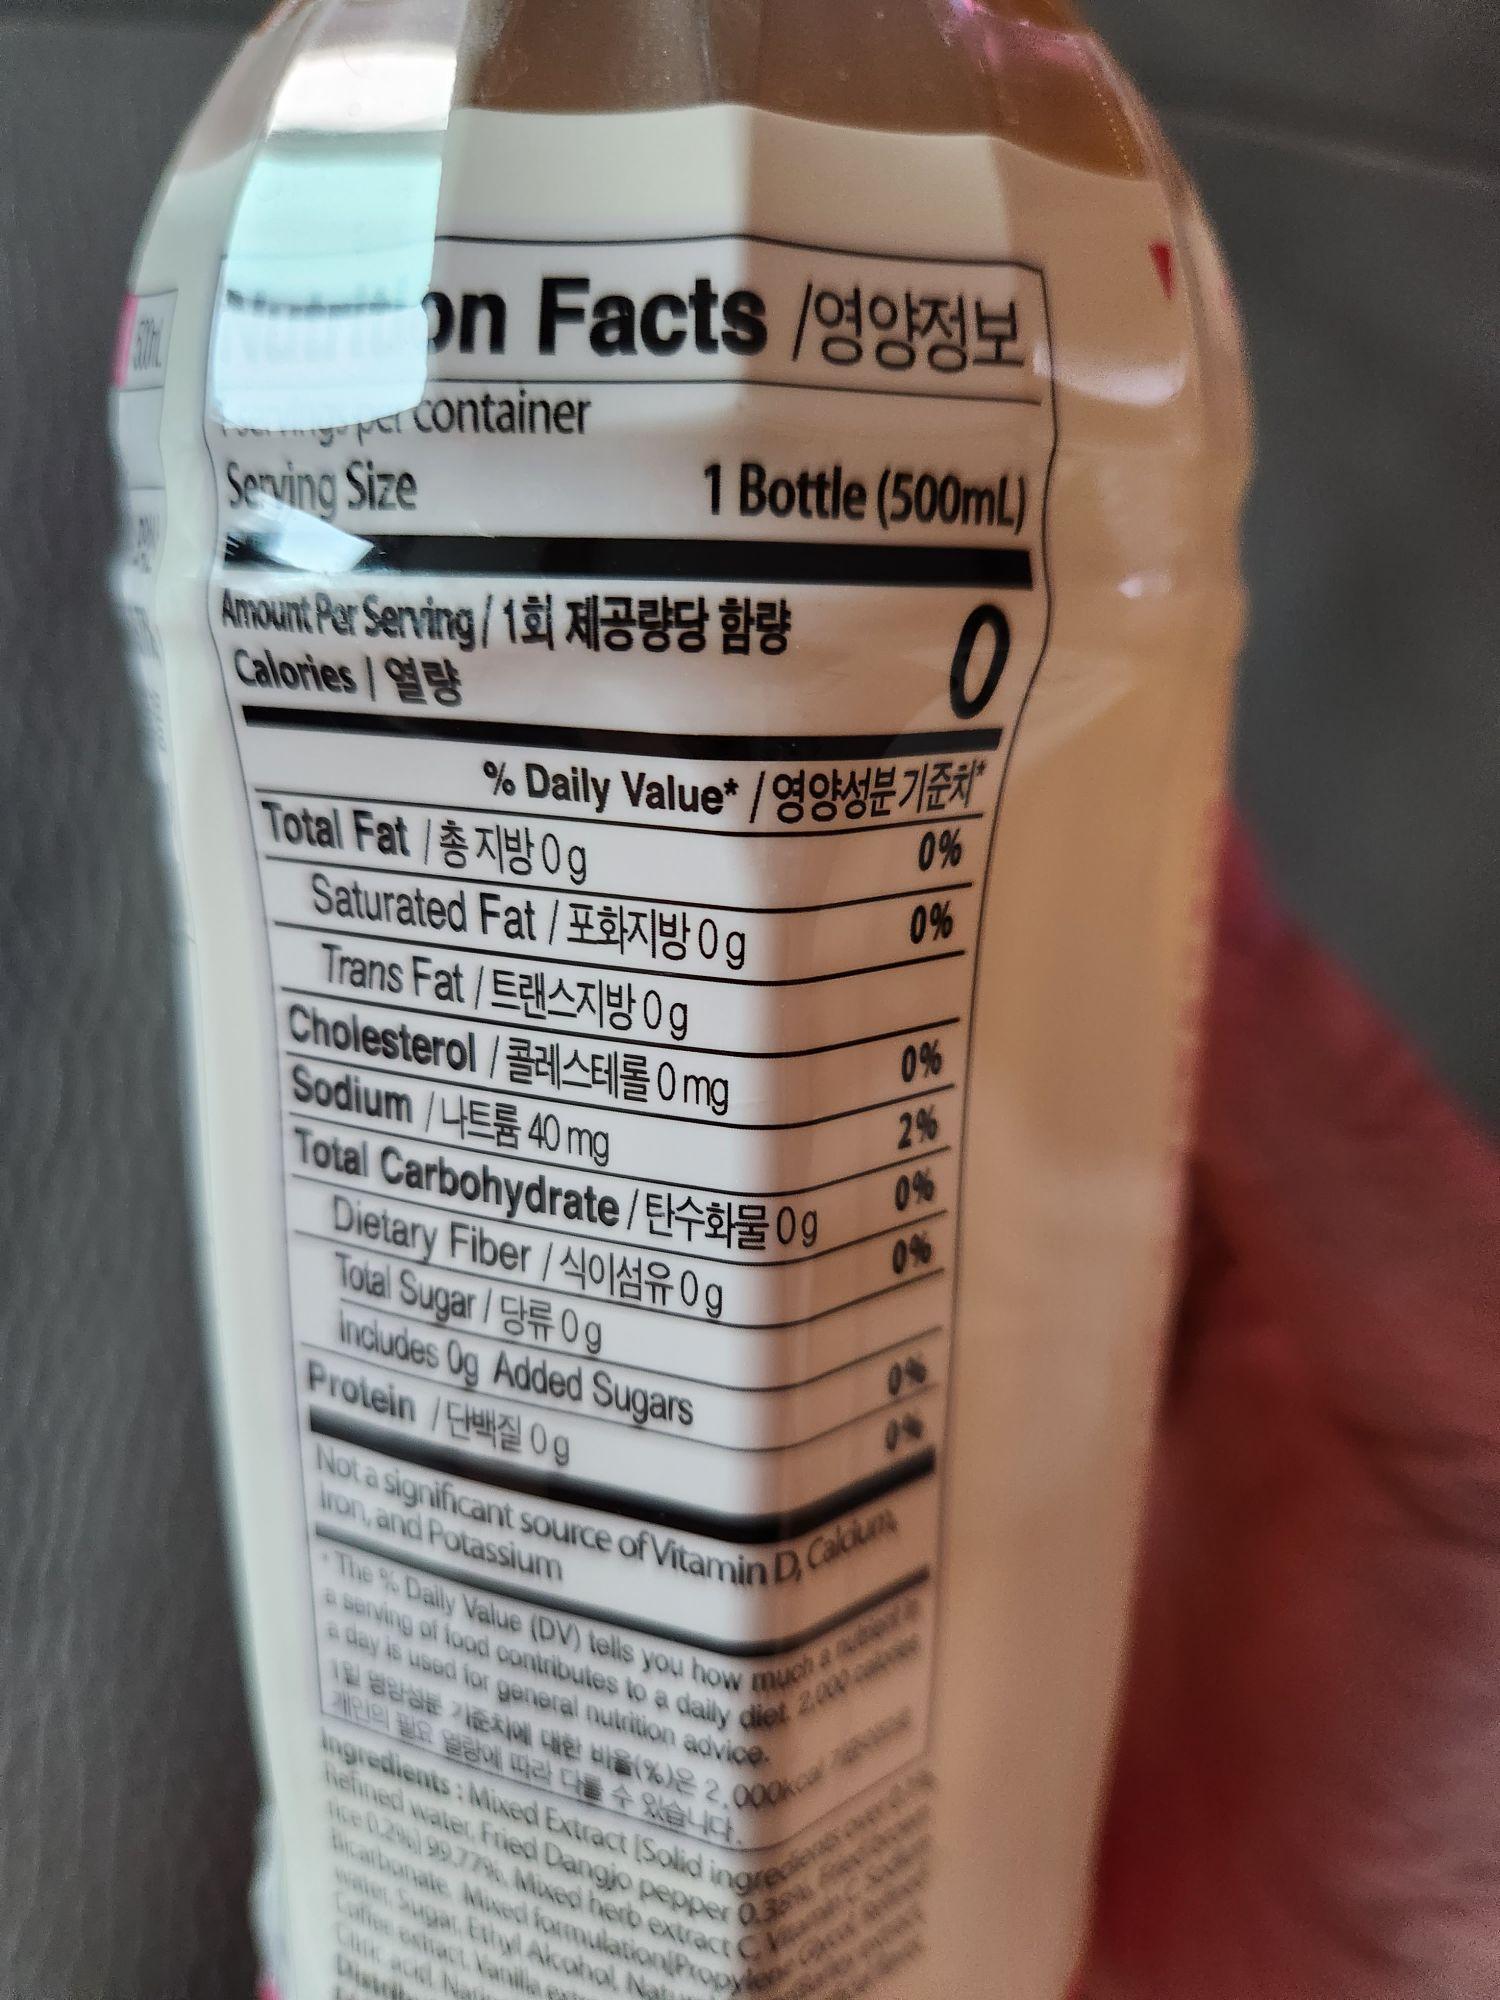 500mL
Nutrition Facts /영양정보
servings per container
Serving Size 1 Bottle (500mL)
Amount Per Serving / 1회 제공량당 함량
Calories | 열량 0
% Daily Value* / 영양성분 기준치*
Total Fat / 총 지방 0 g 0%
Saturated Fat / 포화지방 0 g 0%
Trans Fat / 트랜스지방 0 g
Cholesterol / 콜레스테롤 0 mg 0%
Sodium / 나트륨 40 mg 2%
Total Carbohydrate / 탄수화물 0 g 0%
Dietary Fiber / 식이섬유 0 g 0%
Total Sugar / 당류 0 g
Includes 0g Added Sugars 0%
Protein / 단백질 0 g 0%
Not a significant source of Vitamin D, Calcium,
Iron, and Potassium
* The % Daily Value (DV) tells you how much a nutrient in
a serving of food contributes to a daily diet. 2,000 calories
a day is used for general nutrition advice.
1일 영양성분 기준치에 대한 비율(%)은 2,000kcal
개인의 필요 열량에 따라 다를 수 있습니다.
Ingredients : Mixed Extract [Solid ingredients over
Refined water, Fried Dangjo pepper
rice 0.2%] 99.77%, Mixed herb extract C, Vitamin C, Sodium
Bicarbonate, Mixed formulation[Propylene Glycol,
water, Sugar, Ethyl Alcohol,
Coffee extract, Vanilla
Citric acid,